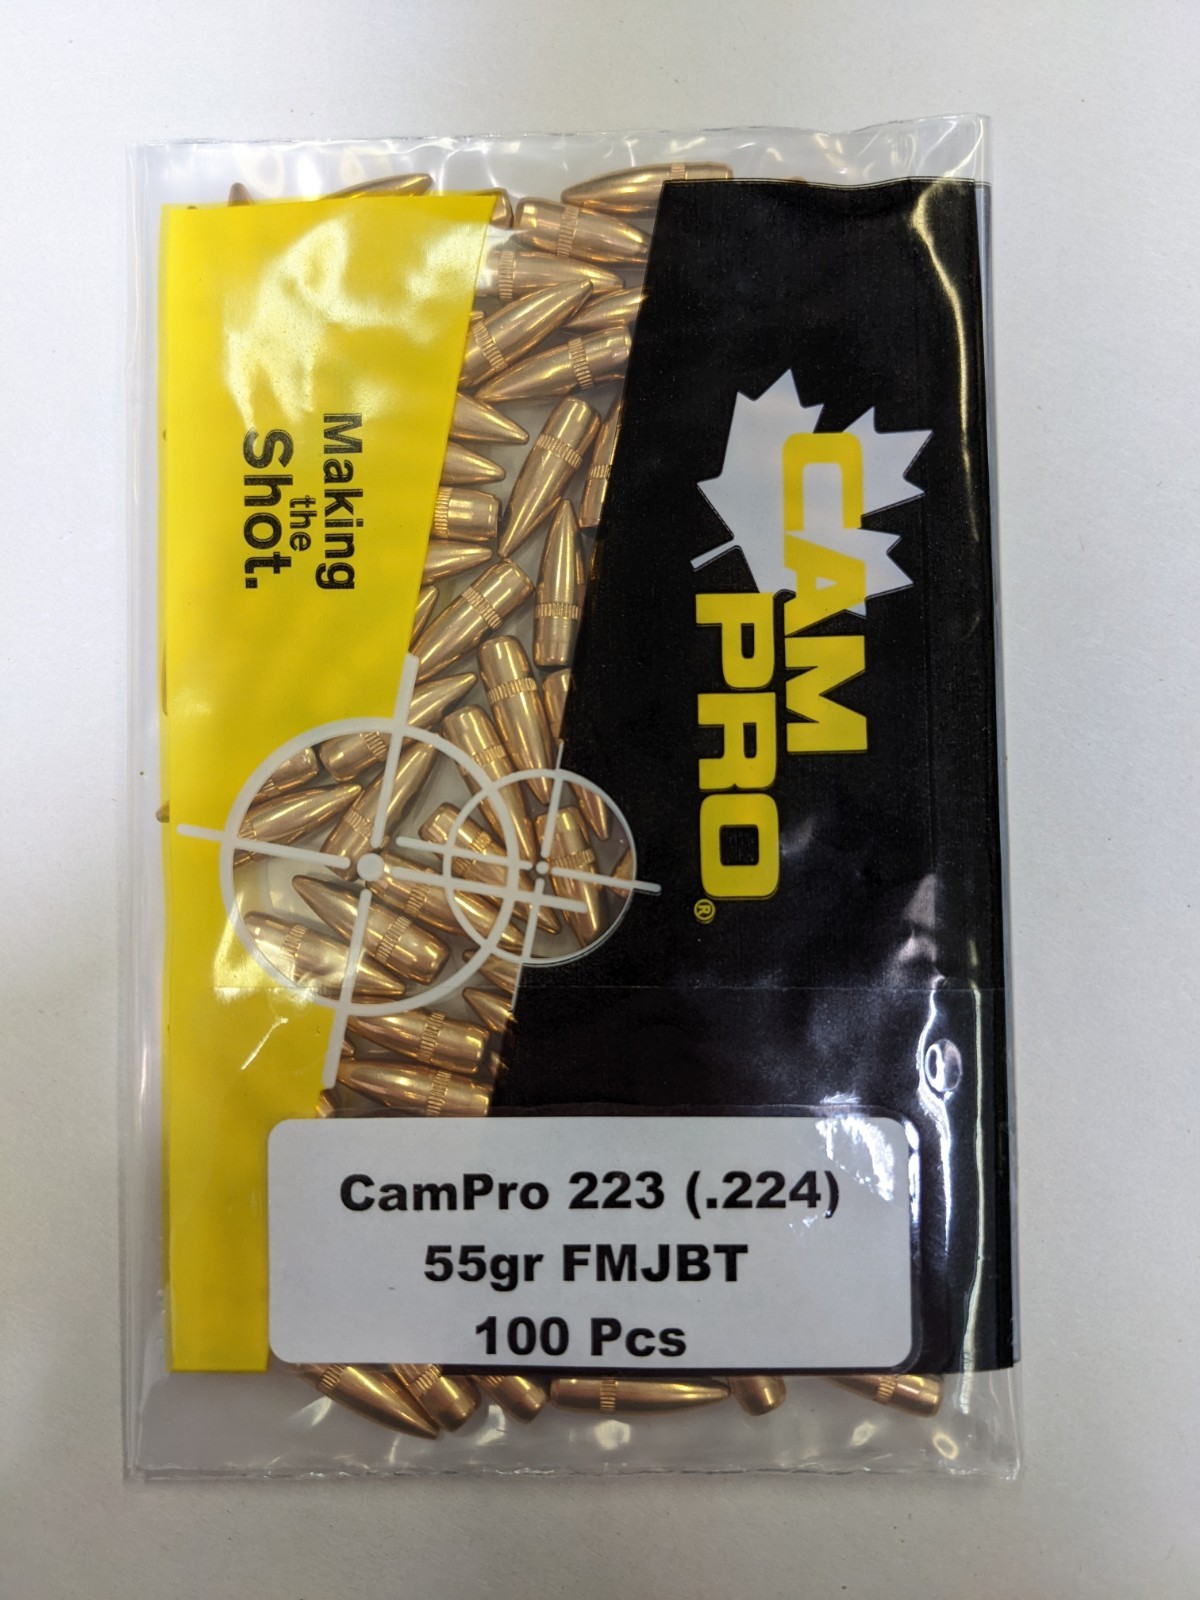 Making
the
Shot.
CAM
PRO®
CamPro 223 (.224)
55gr FMJBT
100 Pcs